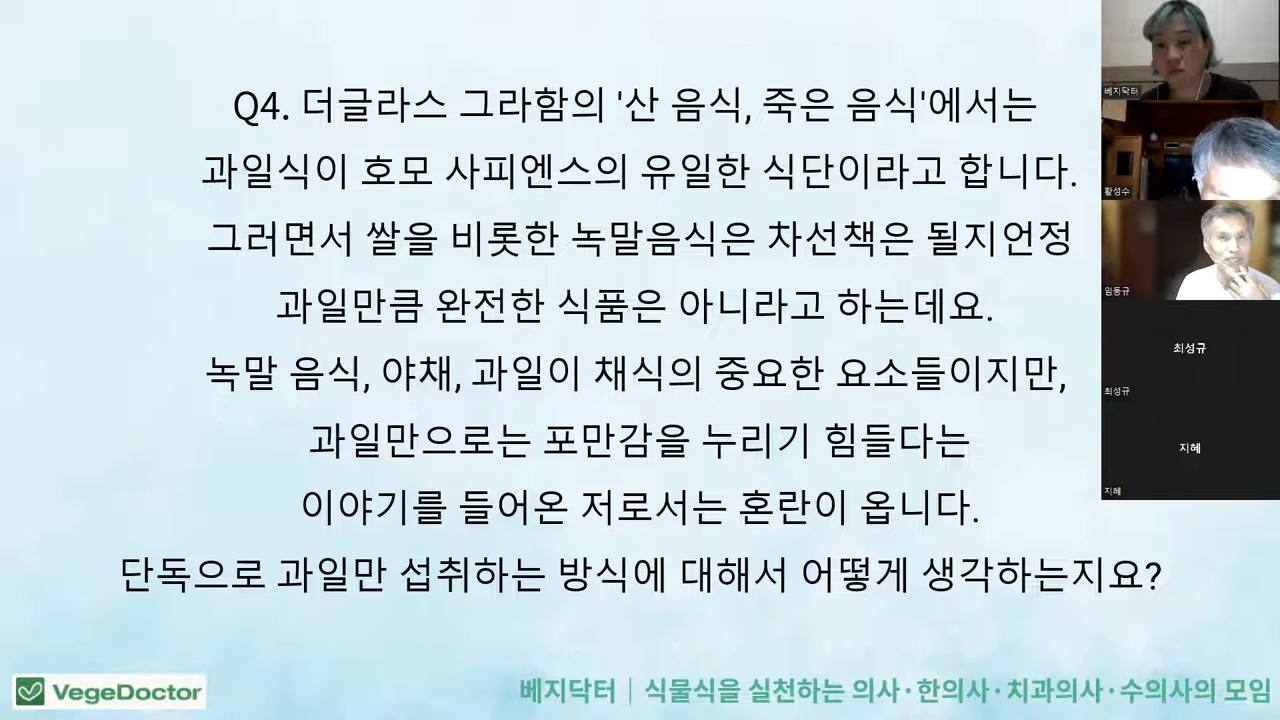 Q4. 더글라스 그라함의 '산 음식, 죽은 음식'에서는
과일식이 호모 사피엔스의 유일한 식단이라고 합니다.
그러면서 쌀을 비롯한 녹말음식은 차선책은 될지언정
과일만큼 완전한 식품은 아니라고 하는데요.
녹말 음식, 야채, 과일이 채식의 중요한 요소들이지만,
과일만으로는 포만감을 누리기 힘들다는
이야기를 들어온 저로서는 혼란이 옵니다.
단독으로 과일만 섭취하는 방식에 대해서 어떻게 생각하는지요?
베지닥터
황성수
임동규
최성규
최성규
지혜
지혜
VegeDoctor
베지닥터 | 식물식을 실천하는 의사·한의사·치과의사·수의사의 모임